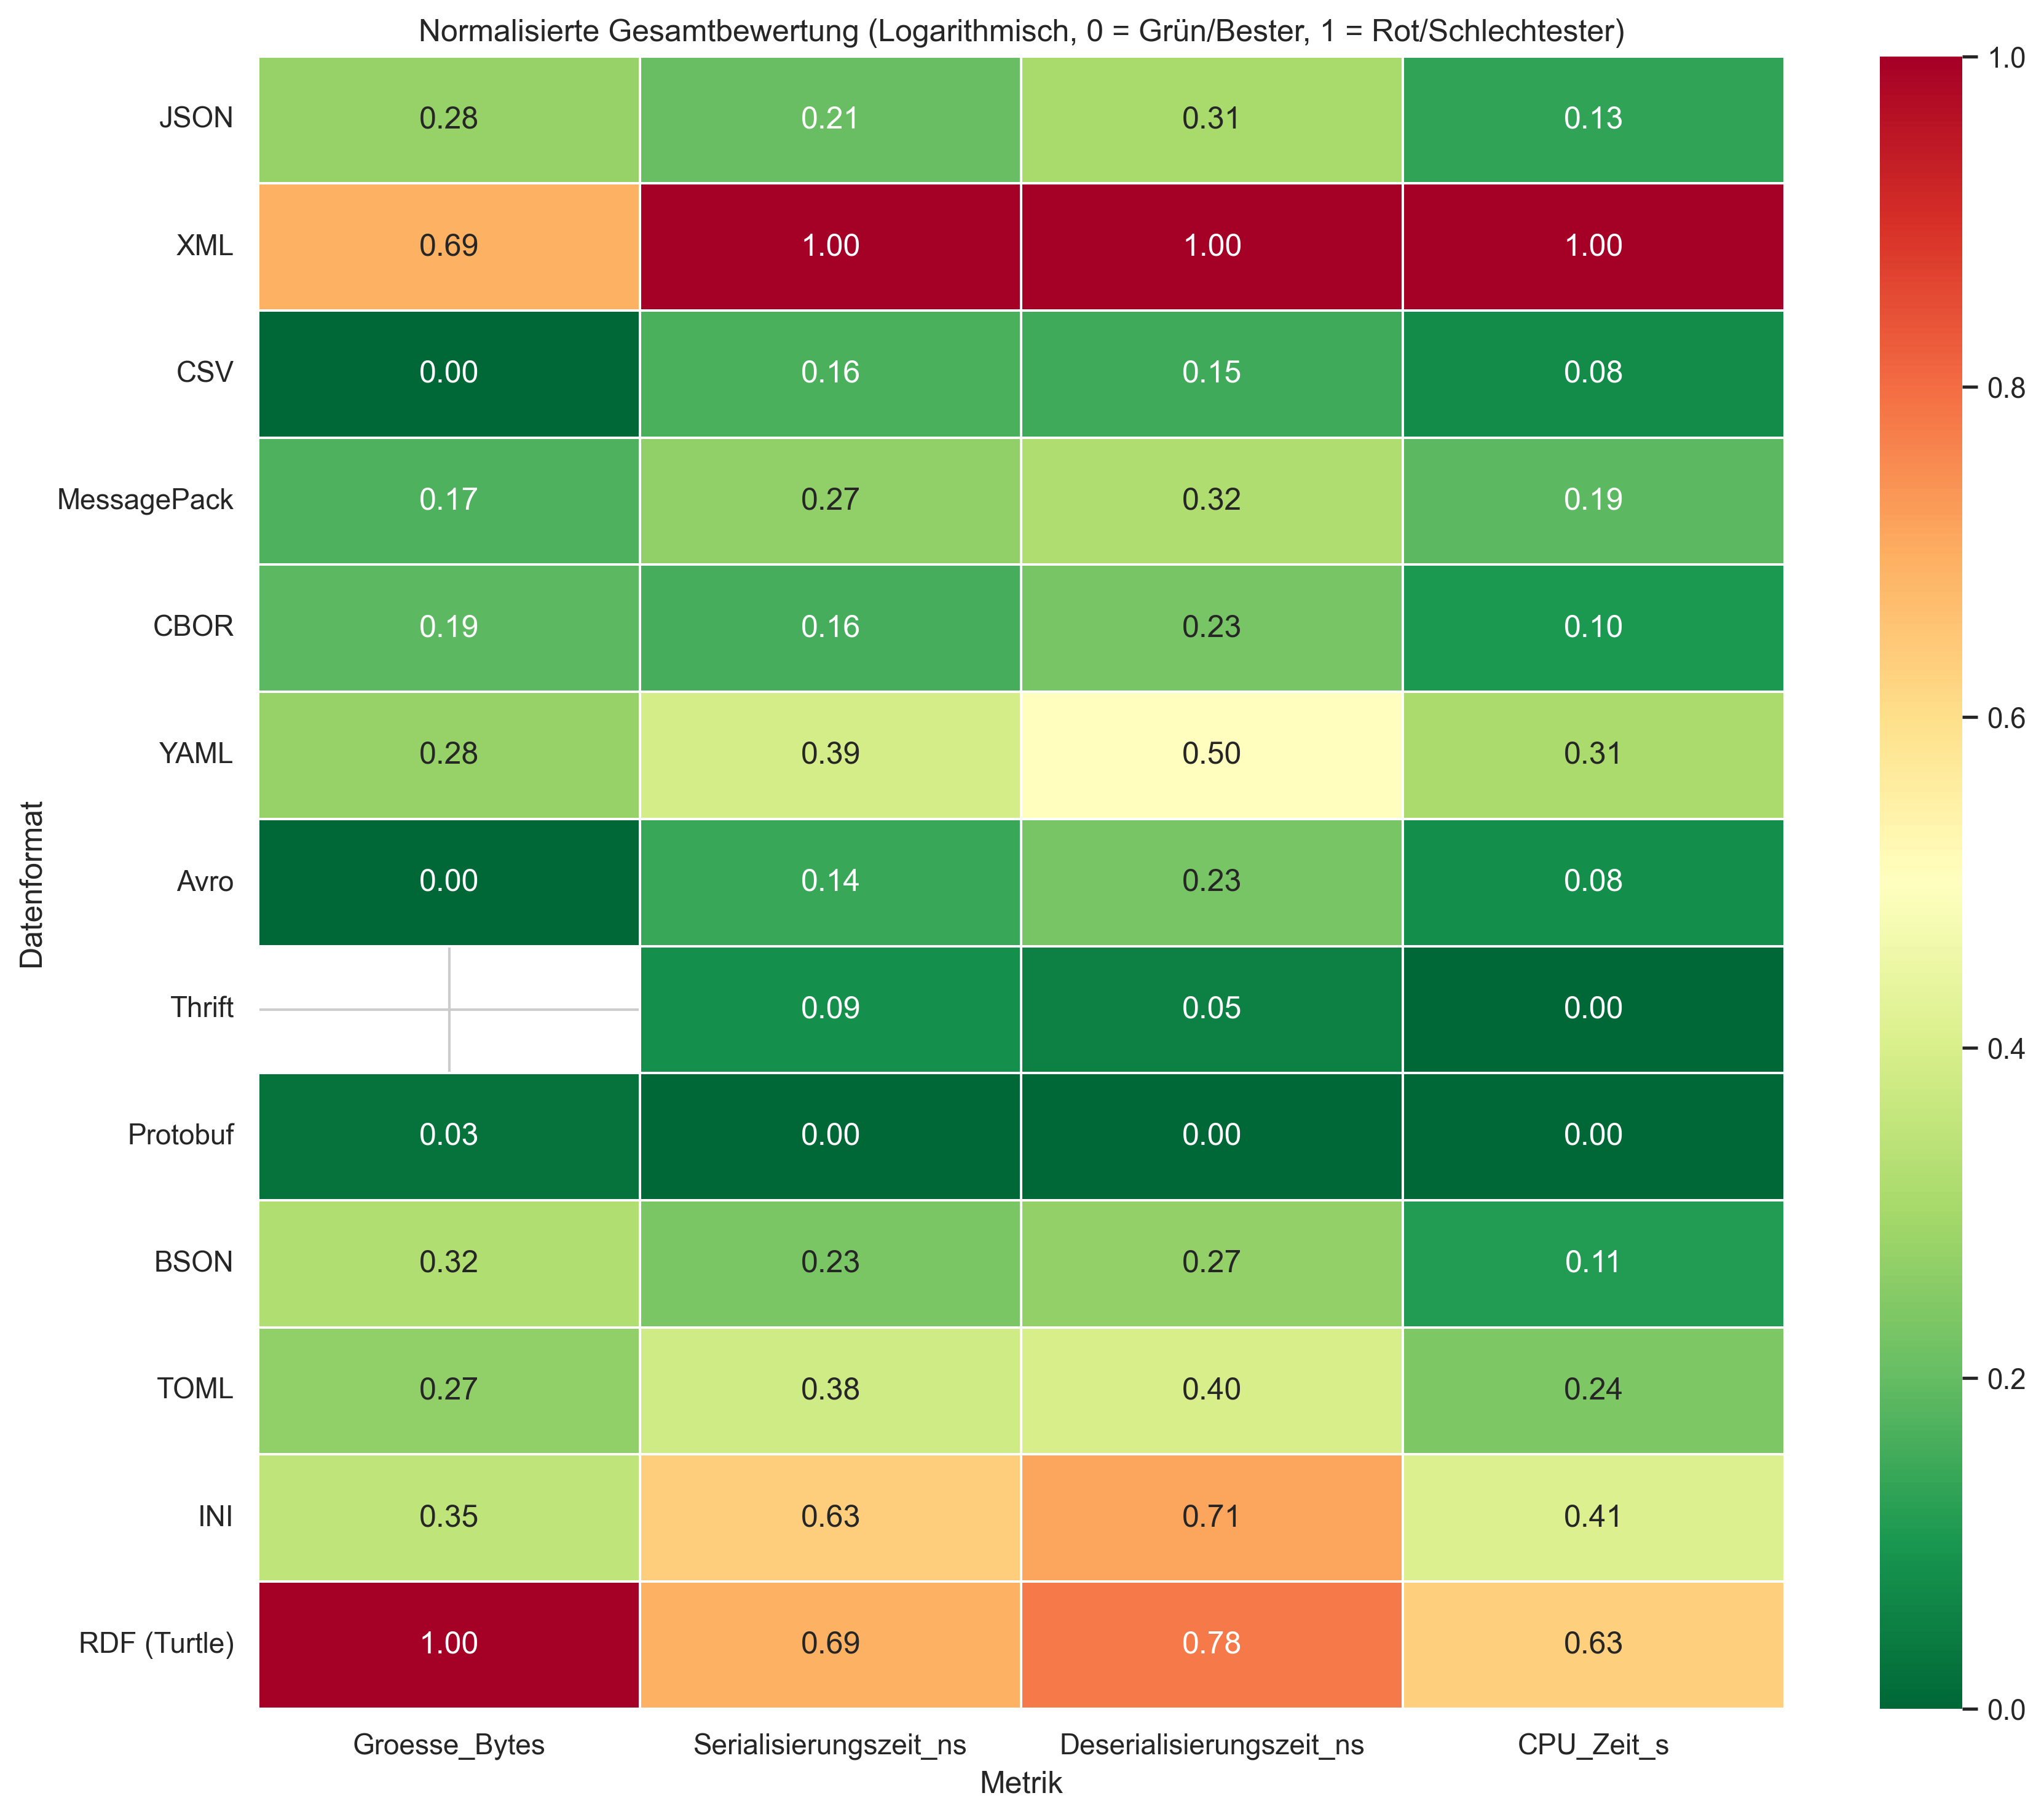 Normalisierte Gesamtbewertung (Logarithmisch, 0 = Grün/Bester, 1 = Rot/Schlechtester)
JSON 0.28 0.21 0.31 0.13
XML 0.69 1.00 1.00 1.00
CSV 0.00 0.16 0.15 0.08
MessagePack 0.17 0.27 0.32 0.19
CBOR 0.19 0.16 0.23 0.10
YAML 0.28 0.39 0.50 0.31
Avro 0.00 0.14 0.23 0.08
Thrift 0.09 0.05 0.00
Protobuf 0.03 0.00 0.00 0.00
BSON 0.32 0.23 0.27 0.11
TOML 0.27 0.38 0.40 0.24
INI 0.35 0.63 0.71 0.41
RDF (Turtle) 1.00 0.69 0.78 0.63
Groesse_Bytes Serialisierungszeit_ns Deserialisierungszeit_ns CPU_Zeit_s
Metrik
Datenformat
1.0
0.8
0.6
0.4
0.2
0.0